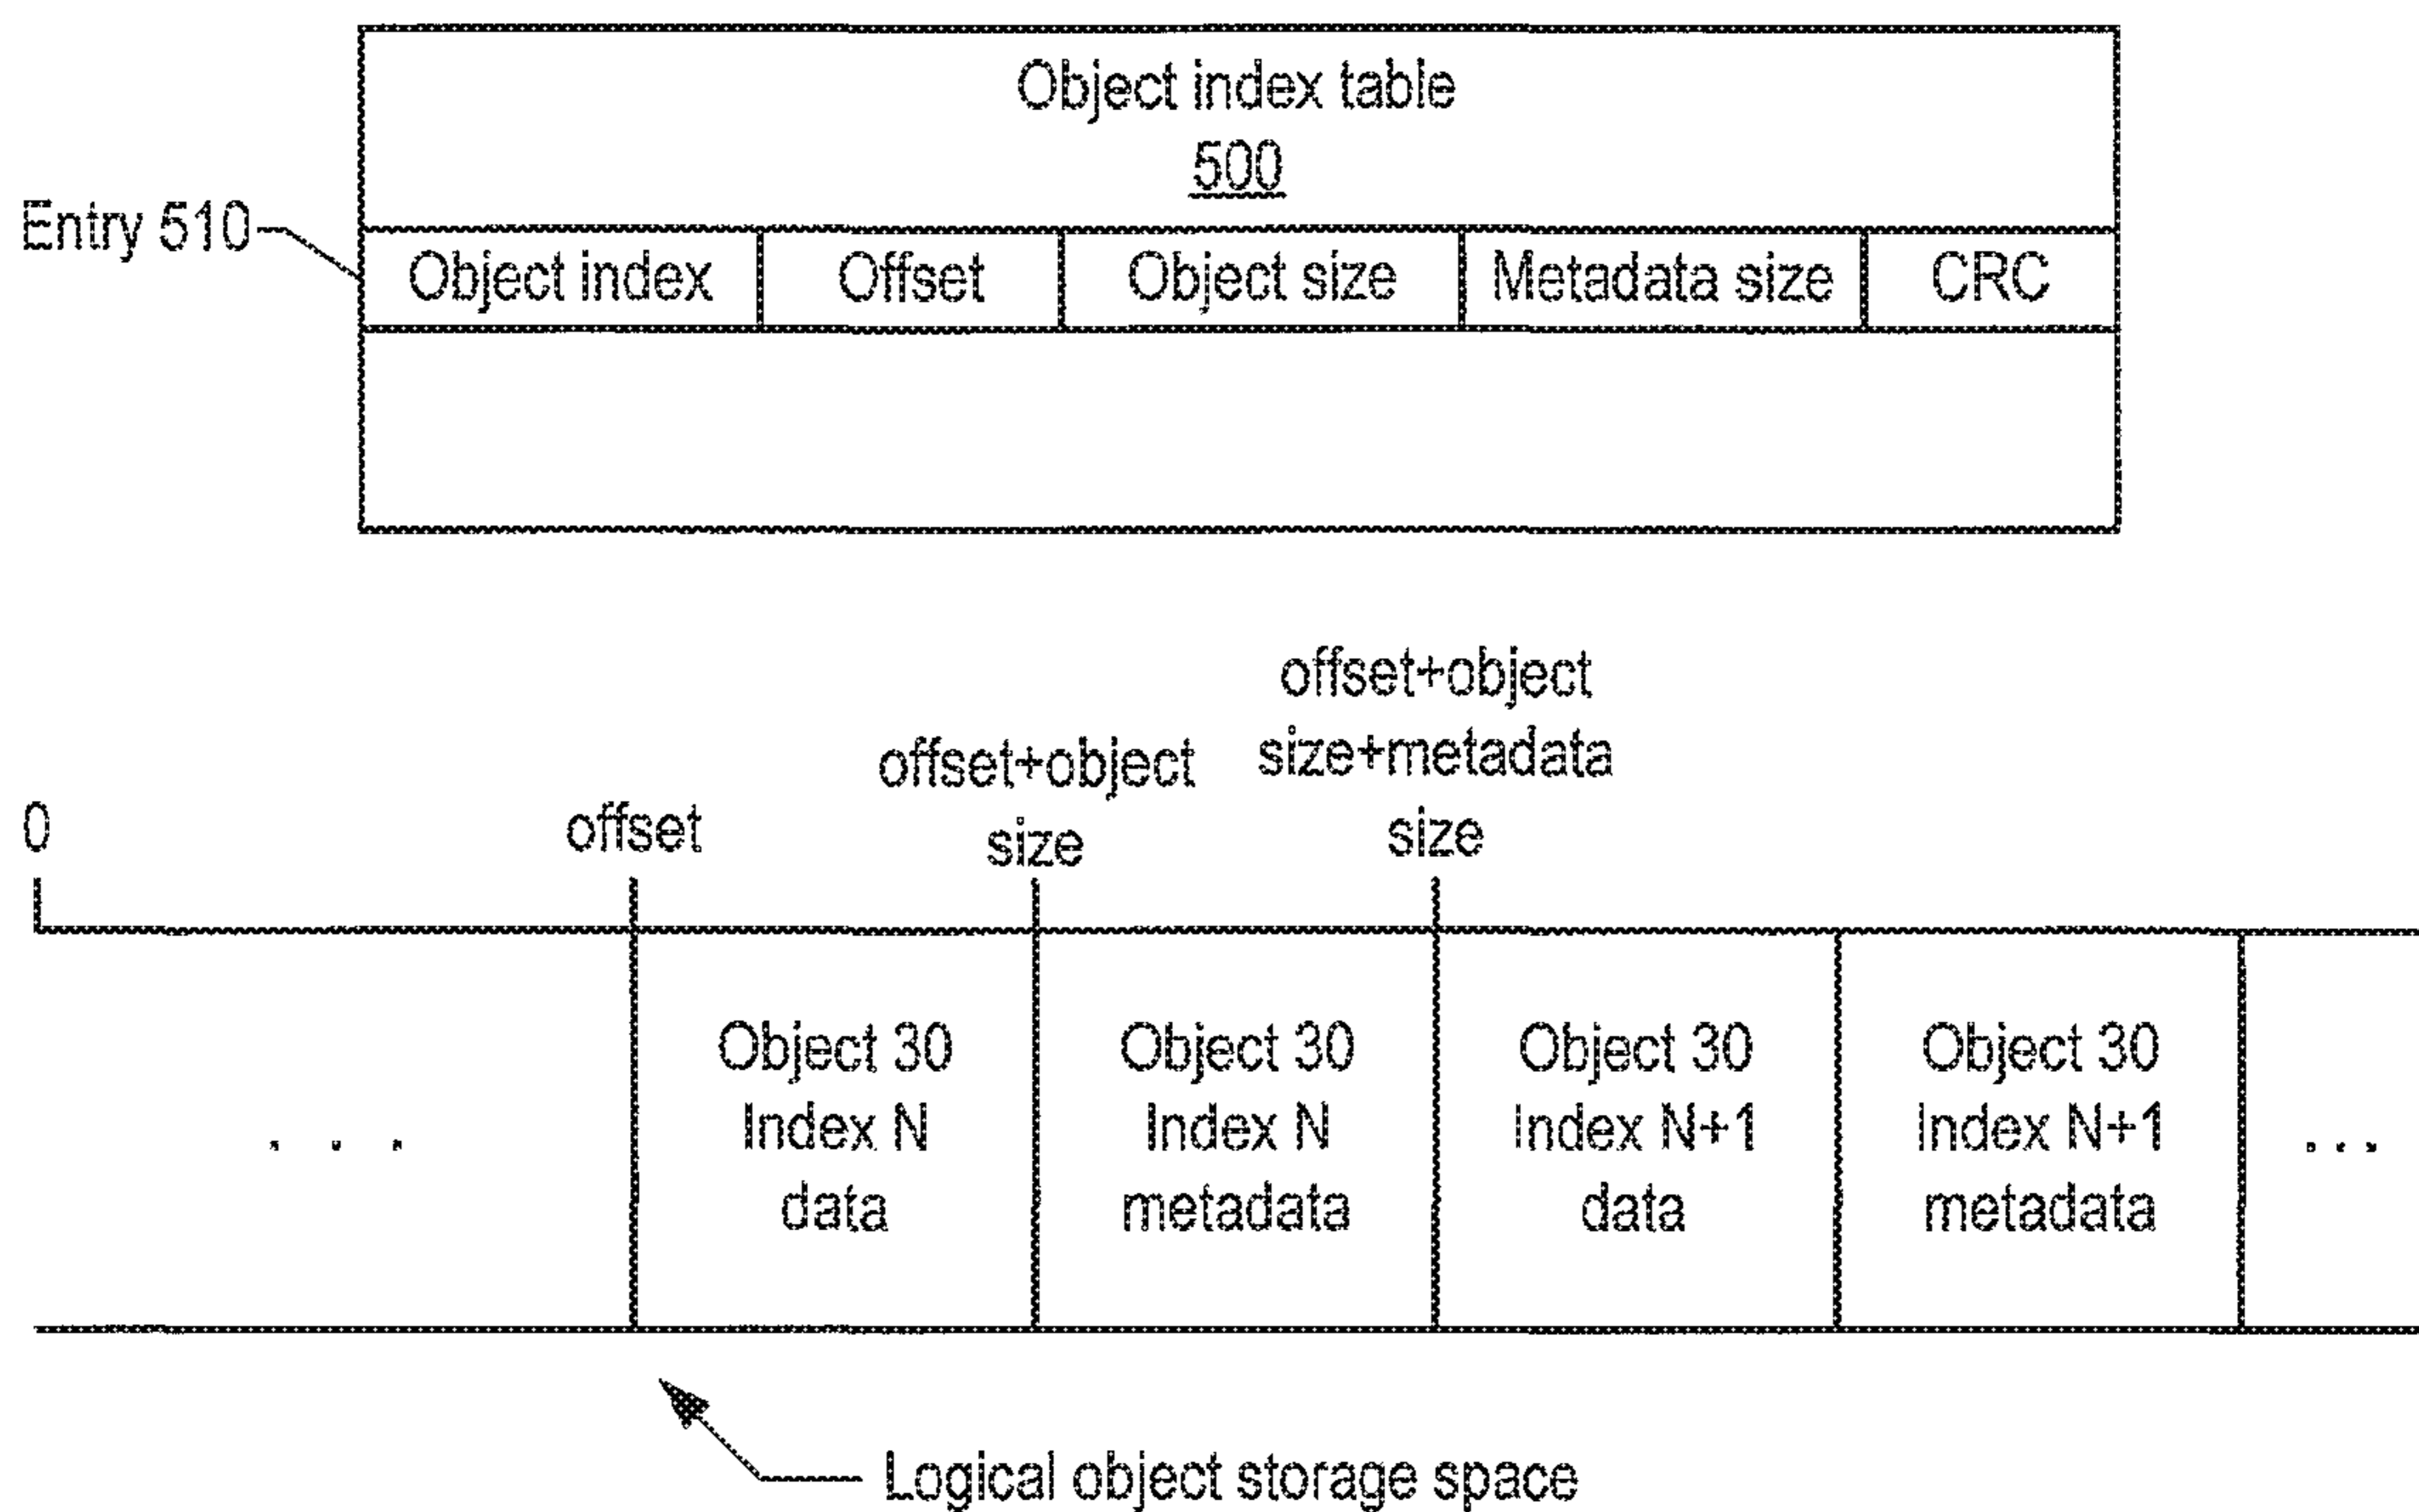 Object index table
500
Entry 510
Object index Offset Object size Metadata size CRC
offset+object
size+metadata
size
offset+object
size
offset
0
. . .
Object 30
Index N
data
Object 30
Index N
metadata
Object 30
Index N+1
data
Object 30
Index N+1
metadata
. . .
Logical object storage space